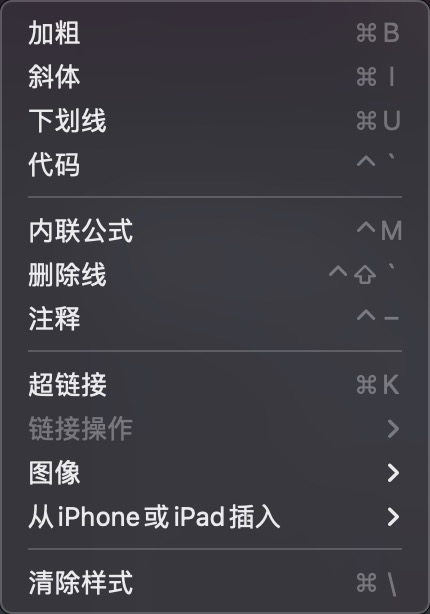 加粗 ⌘B
斜体 ⌘I
下划线 ⌘U
代码 ^`
内联公式 ^M
删除线 ^⇧`
注释 ^-
超链接 ⌘K
链接操作 >
图像 >
从iPhone或iPad插入 >
清除样式 ⌘\